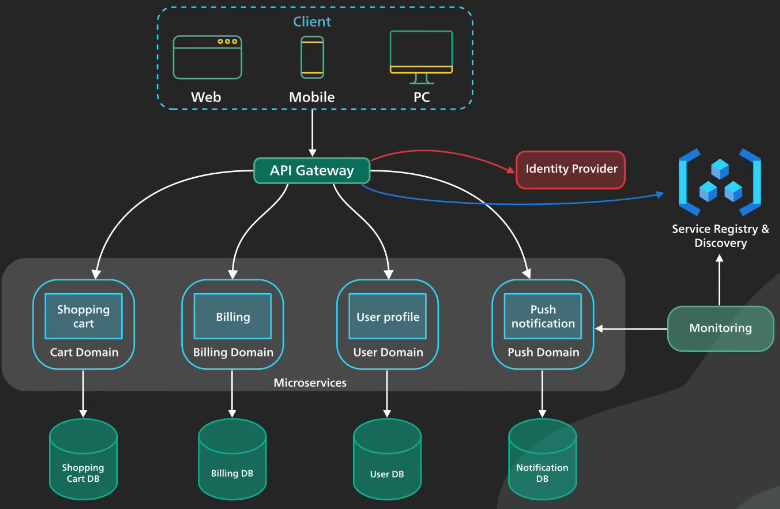 Client
Web
Mobile
PC
API Gateway
Identity Provider
Service Registry &
Discovery
Shopping
cart
Cart Domain
Billing
Billing Domain
User profile
User Domain
Push
notification
Push Domain
Monitoring
Microservices
Shopping
Cart DB
Billing DB
User DB
Notification
DB